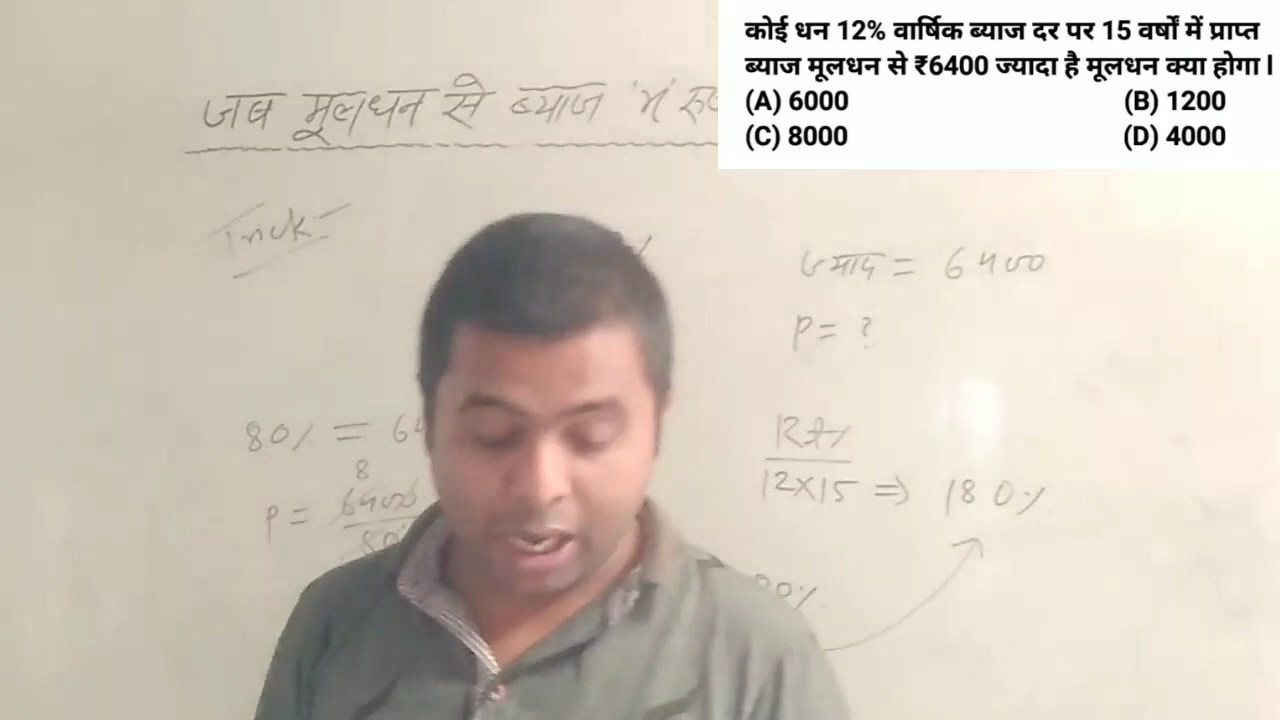 कोई धन 12% वार्षिक ब्याज दर पर 15 वर्षों में प्राप्त
ब्याज मूलधन से ₹6400 ज्यादा है मूलधन क्या होगा।
(A) 6000 (B) 1200
(C) 8000 (D) 4000
जब मूलधन से ब्याज 'n'
Trick:-
ज्याद = 6400
P = ?
80% = 64
8
P = 6400
80
12×15 ⇒ 180%